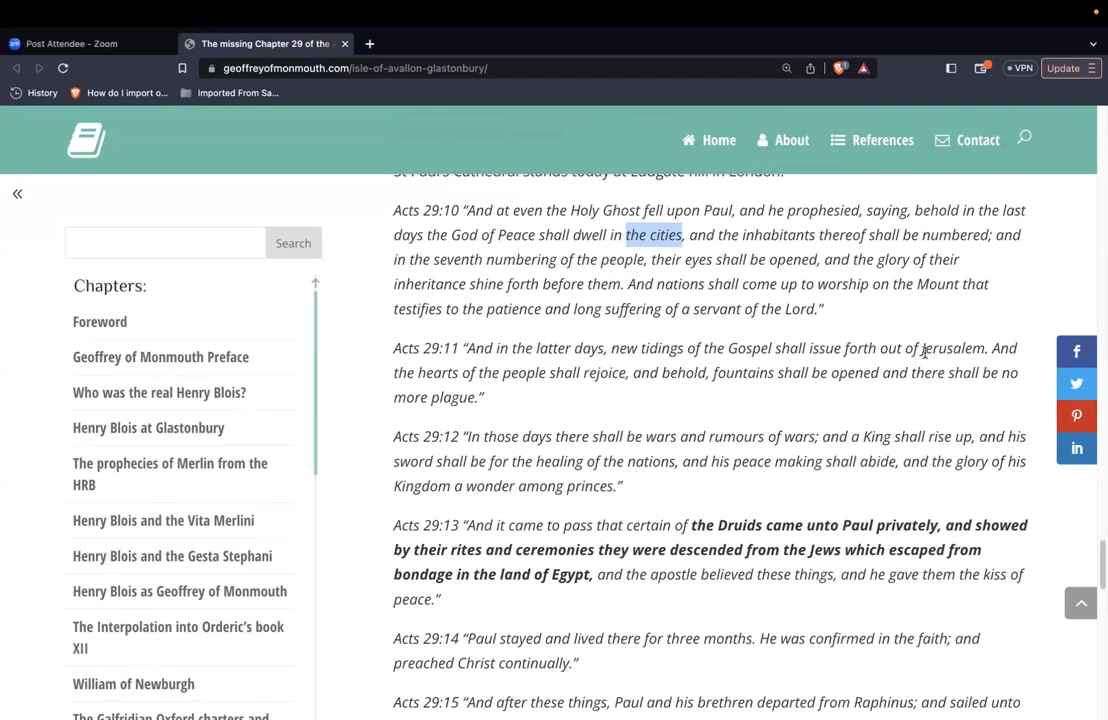 Post Attendee - Zoom
The missing Chapter 29 of the
geoffreyofmonmouth.com/isle-of-avallon-glastonbury/
1
VPN
Update
History
How do I import o...
Imported From Sa...
Home
About
References
Contact
St Paul's Cathedral stands today at Ludgate hill in London.
Acts 29:10 “And at even the Holy Ghost fell upon Paul, and he prophesied, saying, behold in the last
days the God of Peace shall dwell in the cities, and the inhabitants thereof shall be numbered; and
in the seventh numbering of the people, their eyes shall be opened, and the glory of their
inheritance shine forth before them. And nations shall come up to worship on the Mount that
testifies to the patience and long suffering of a servant of the Lord.”
Acts 29:11 “And in the latter days, new tidings of the Gospel shall issue forth out of Jerusalem. And
the hearts of the people shall rejoice, and behold, fountains shall be opened and there shall be no
more plague.”
Acts 29:12 “In those days there shall be wars and rumours of wars; and a King shall rise up, and his
sword shall be for the healing of the nations, and his peace making shall abide, and the glory of his
Kingdom a wonder among princes.”
Acts 29:13 “And it came to pass that certain of the Druids came unto Paul privately, and showed
by their rites and ceremonies they were descended from the Jews which escaped from
bondage in the land of Egypt, and the apostle believed these things, and he gave them the kiss of
peace.”
Acts 29:14 “Paul stayed and lived there for three months. He was confirmed in the faith; and
preached Christ continually.”
Acts 29:15 “And after these things, Paul and his brethren departed from Raphinus; and sailed unto
Search
Chapters:
Foreword
Geoffrey of Monmouth Preface
Who was the real Henry Blois?
Henry Blois at Glastonbury
The prophecies of Merlin from the
HRB
Henry Blois and the Vita Merlini
Henry Blois and the Gesta Stephani
Henry Blois as Geoffrey of Monmouth
The Interpolation into Orderic’s book
XII
William of Newburgh
The Galfridian Oxford charters and